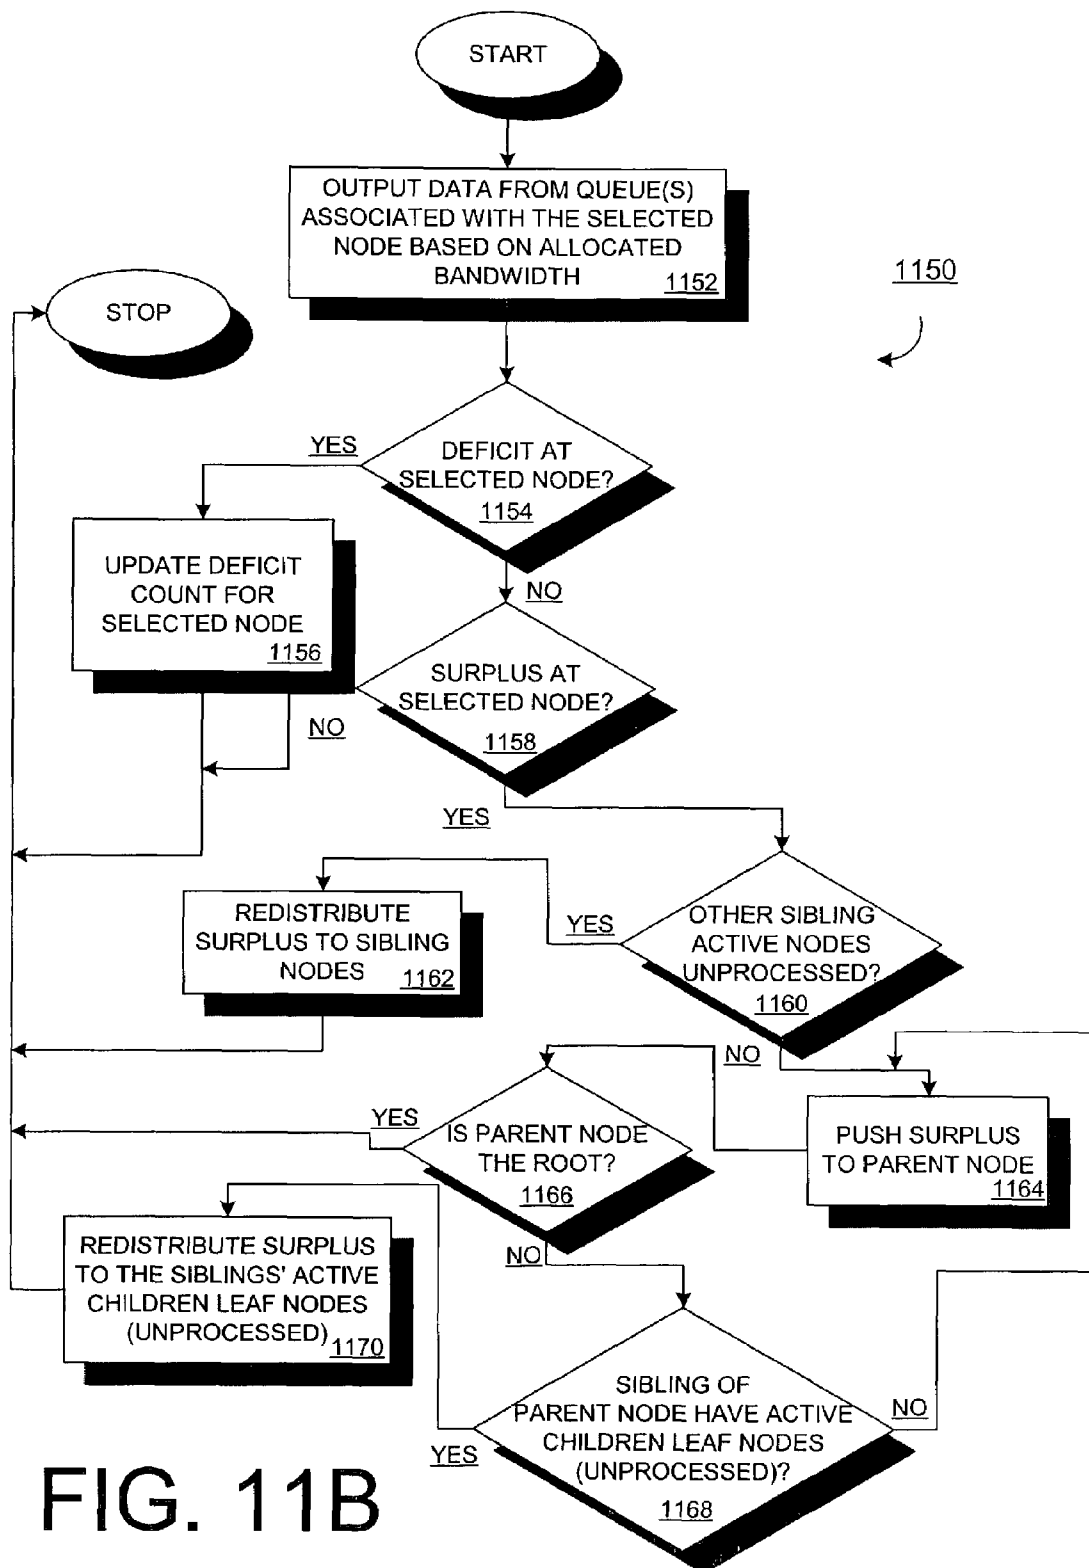 START
OUTPUT DATA FROM QUEUE(S)
ASSOCIATED WITH THE SELECTED
NODE BASED ON ALLOCATED
BANDWIDTH
1152
1150
STOP
YES
DEFICIT AT
SELECTED NODE?
1154
UPDATE DEFICIT
COUNT FOR
SELECTED NODE
1156
NO
SURPLUS AT
SELECTED NODE?
1158
NO
YES
REDISTRIBUTE
SURPLUS TO SIBLING
NODES
1162
YES
OTHER SIBLING
ACTIVE NODES
UNPROCESSED?
1160
NO
YES
IS PARENT NODE
THE ROOT?
1166
PUSH SURPLUS
TO PARENT NODE
1164
NO
REDISTRIBUTE SURPLUS
TO THE SIBLINGS' ACTIVE
CHILDREN LEAF NODES
(UNPROCESSED)
1170
SIBLING OF
PARENT NODE HAVE ACTIVE
CHILDREN LEAF NODES
(UNPROCESSED)?
1168
NO
YES
FIG. 11B